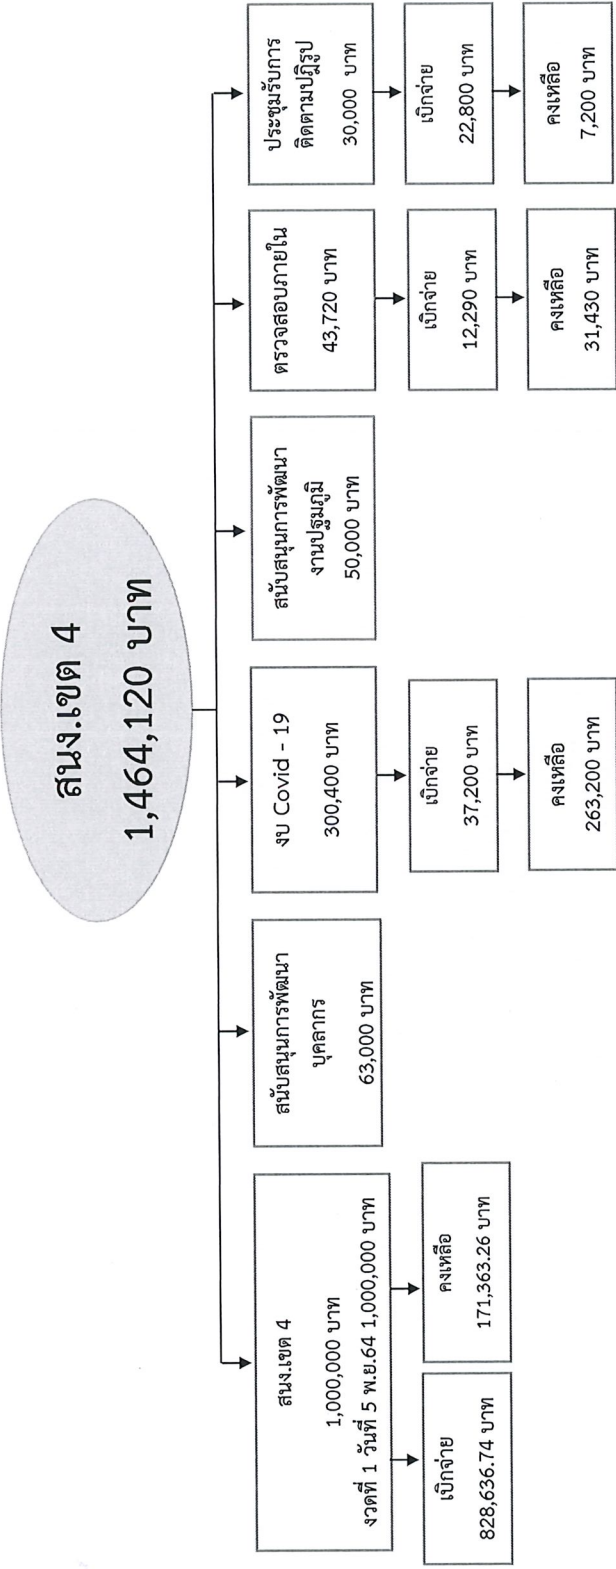 สนง.เขต 4
1,464,120 บาท
สนง.เขต 4
1,000,000 บาท
งวดที่ 1 วันที่ 5 พ.ย.64 1,000,000 บาท
เบิกจ่าย
828,636.74 บาท
คงเหลือ
171,363.26 บาท
สนับสนุนการพัฒนา
บุคลากร
63,000 บาท
งบ Covid - 19
300,400 บาท
เบิกจ่าย
37,200 บาท
คงเหลือ
263,200 บาท
สนับสนุนการพัฒนา
งานปฐมภูมิ
50,000 บาท
ตรวจสอบภายใน
43,720 บาท
เบิกจ่าย
12,290 บาท
คงเหลือ
31,430 บาท
ประชุมรับการ
ติดตามปฏิรูป
30,000 บาท
เบิกจ่าย
22,800 บาท
คงเหลือ
7,200 บาท